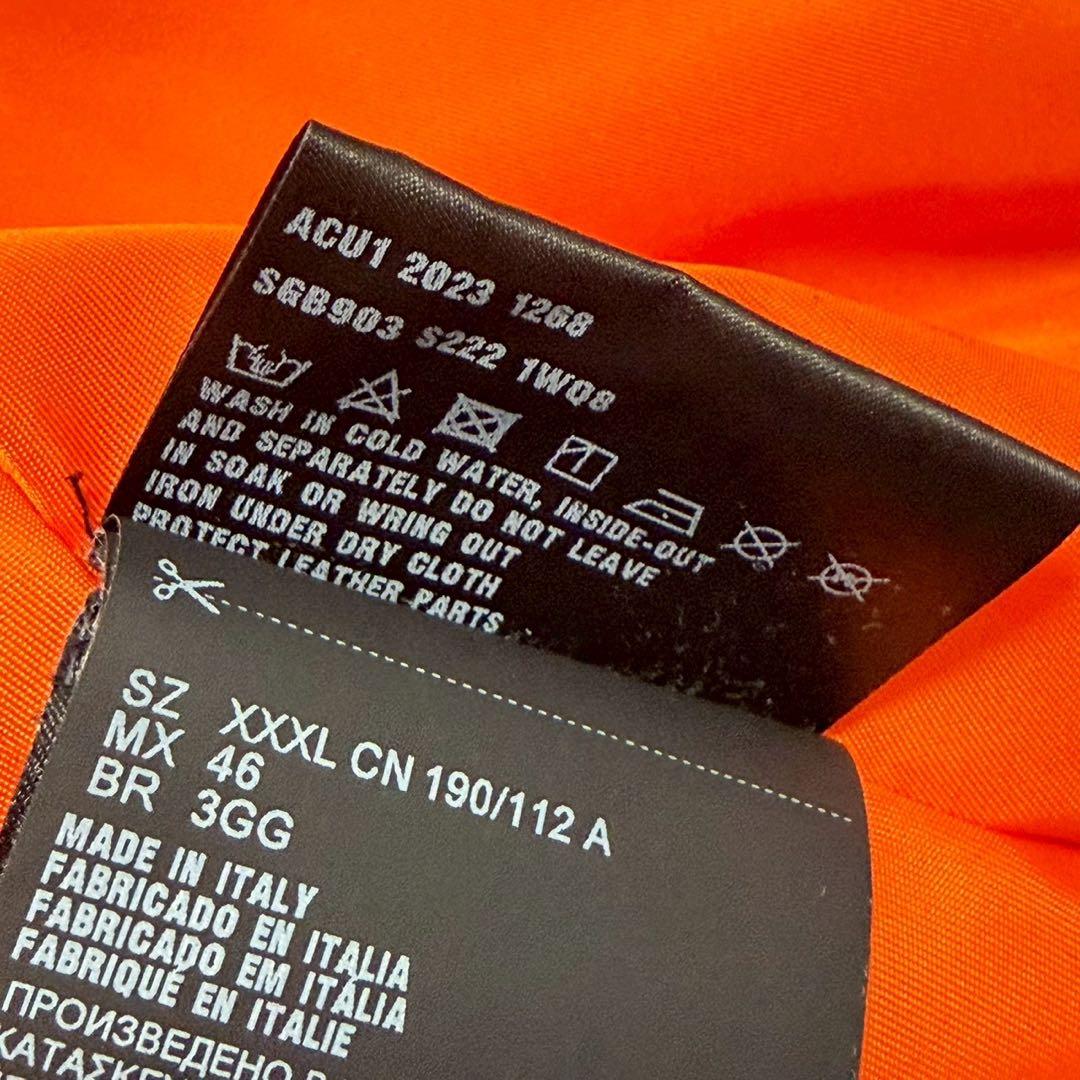 ACU1 2023 1268
SGB903 S222 1W08
WASH IN COLD WATER, INSIDE-OUT
AND SEPARATELY DO NOT LEAVE
IN SOAK OR WRING OUT
IRON UNDER DRY CLOTH
PROTECT LEATHER PARTS
SZ XXXL CN 190/112 A
MX 46
BR 3GG
MADE IN ITALY
FABRICADO EN ITALIA
FABRICADO EM ITÁLIA
FABRIQUÉ EN ITALIE
ПРОИЗВЕДЕНО В